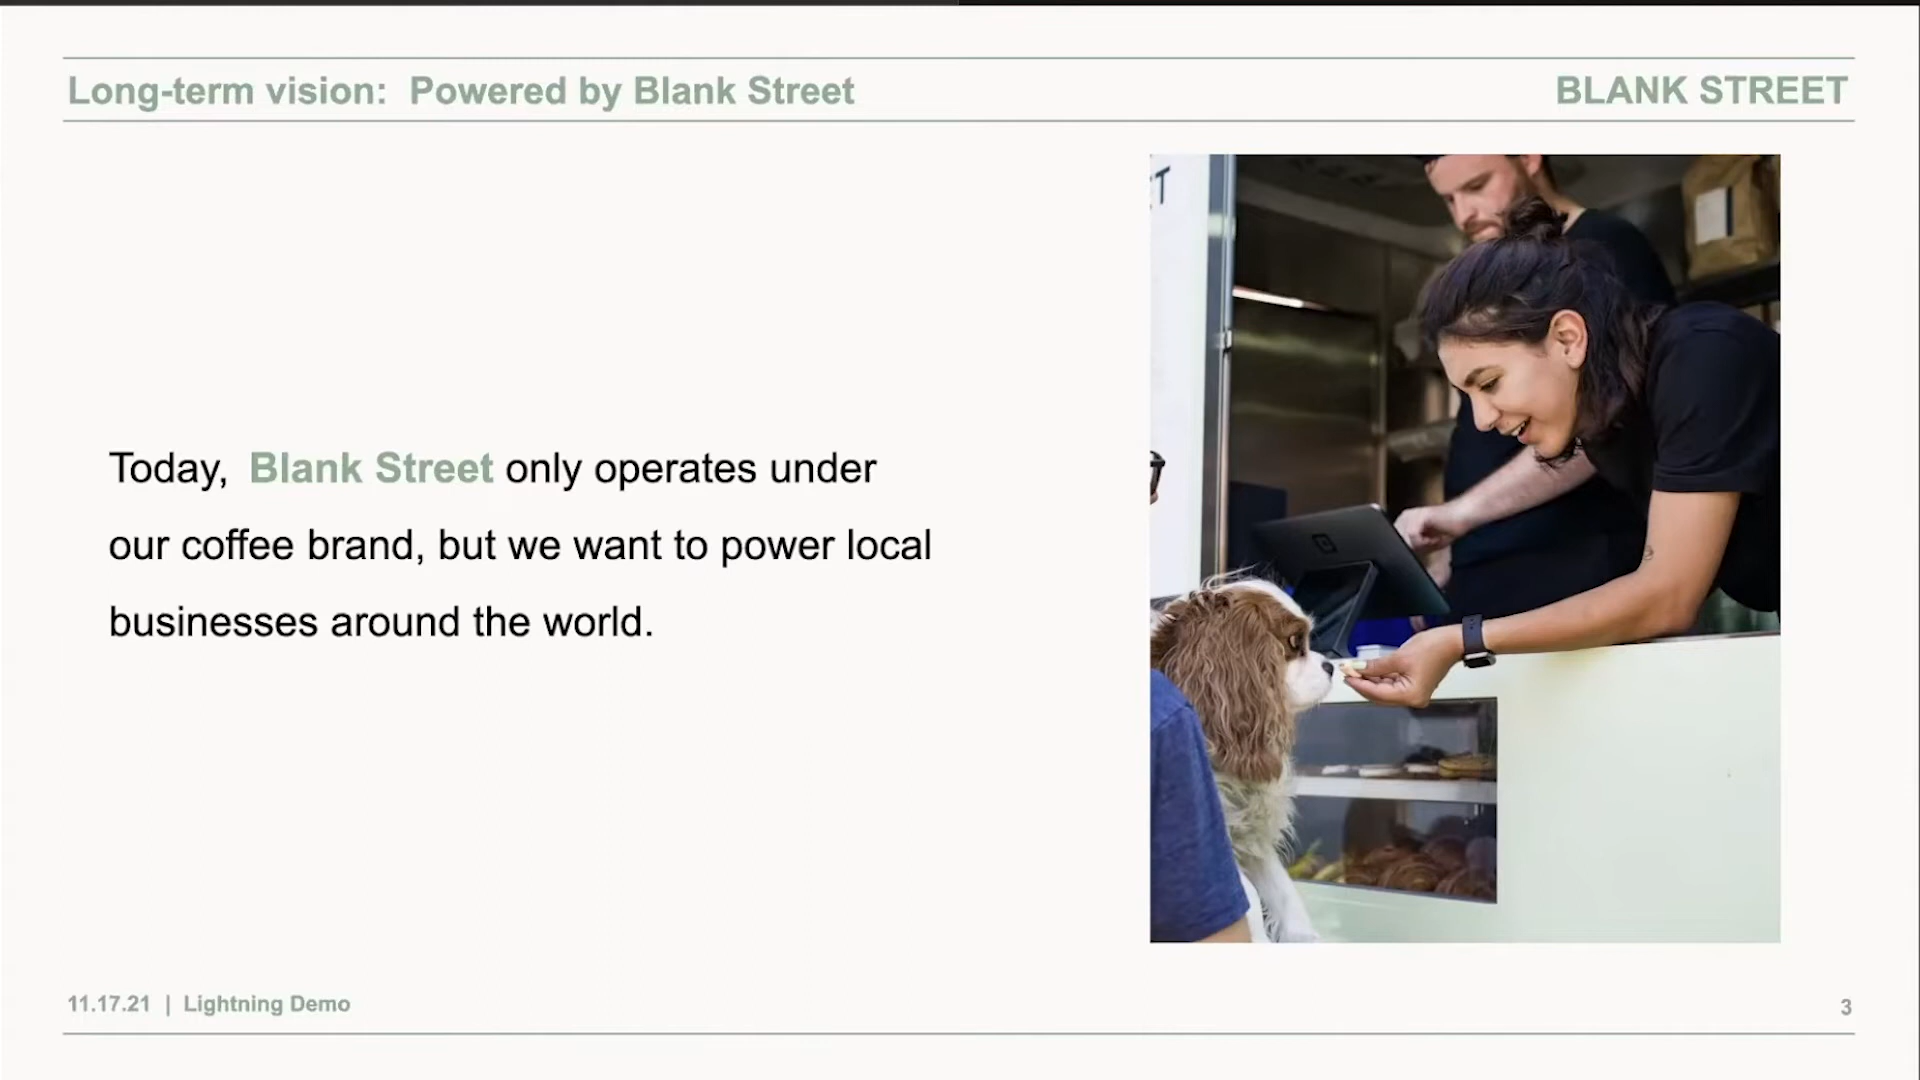 Long-term vision: Powered by Blank Street
BLANK STREET
T
Today, Blank Street only operates under
our coffee brand, but we want to power local
businesses around the world.
11.17.21 | Lightning Demo
3